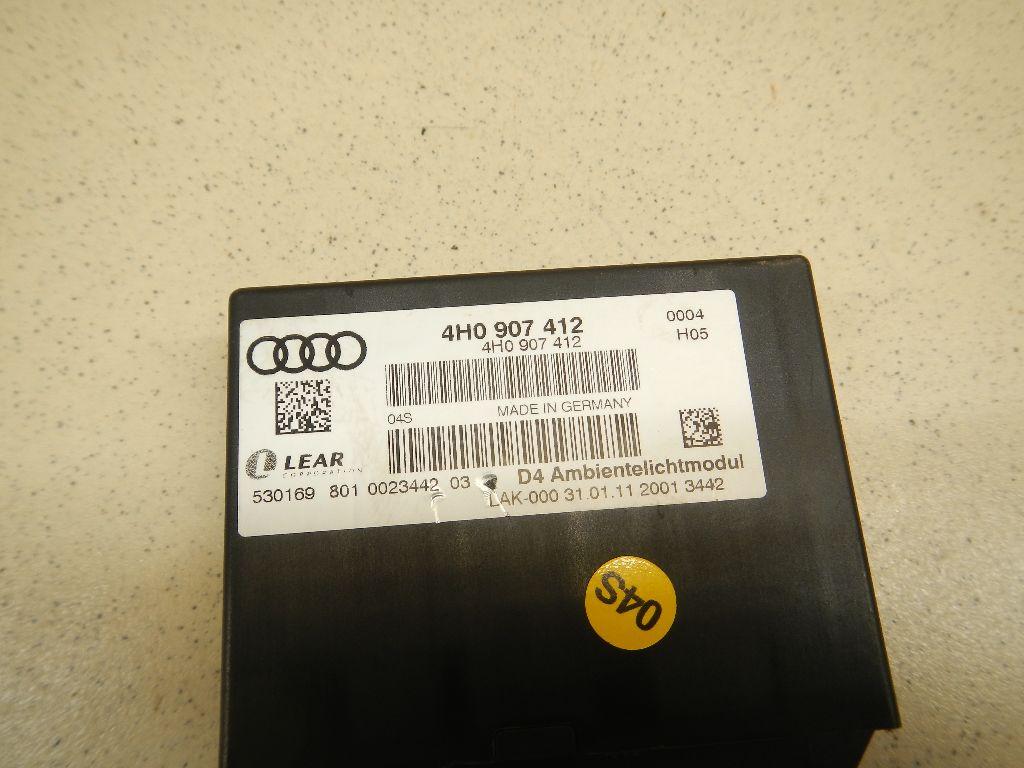 4H0 907 412
4H0 907 412
0004
H05
04S MADE IN GERMANY
LEAR
CORPORATION
D4 Ambientelichtmodul
530169 801 0023442 03
LAK-000 31.01.11 2001 3442
04S